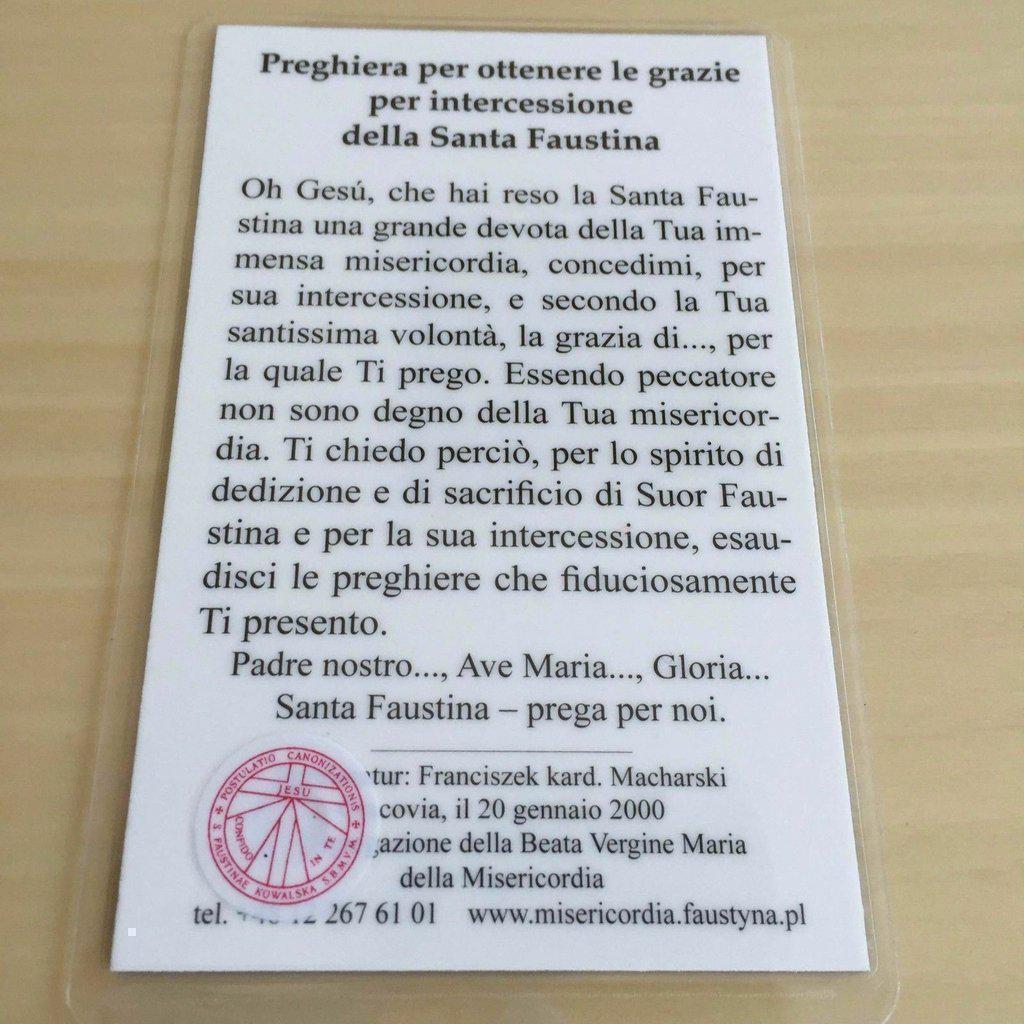 Preghiera per ottenere le grazie
per intercessione
della Santa Faustina
Oh Gesú, che hai reso la Santa Fau-
stina una grande devota della Tua im-
mensa misericordia, concedimi, per
sua intercessione, e secondo la Tua
santissima volontà, la grazia di..., per
la quale Ti prego. Essendo peccatore
non sono degno della Tua misericor-
dia. Ti chiedo perciò, per lo spirito di
dedizione e di sacrificio di Suor Fau-
stina e per la sua intercessione, esau-
disci le preghiere che fiduciosamente
Ti presento.
Padre nostro..., Ave Maria..., Gloria...
Santa Faustina – prega per noi.
tur: Franciszek kard. Macharski
covia, il 20 gennaio 2000
azione della Beata Vergine Maria
della Misericordia
tel. 267 61 01 www.misericordia.faustyna.pl
POSTULATIO CANONIZATIONIS
S. FAUSTINAE KOWALSKA S.B.M.V.M.
JESU
CONFIDO
IN TE